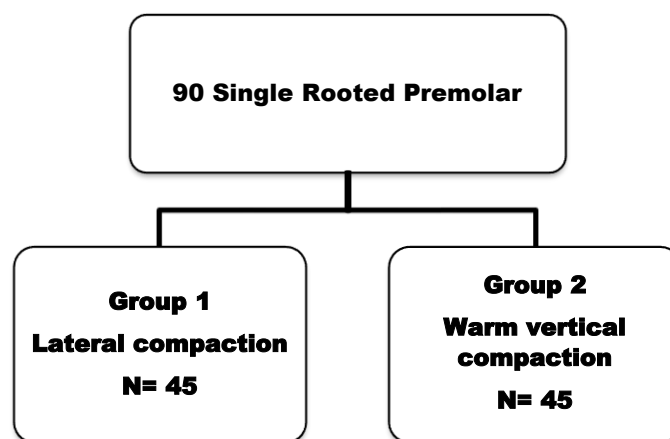 90 Single Rooted Premolar
Group 1
Lateral compaction
N= 45
Group 2
Warm vertical
compaction
N= 45